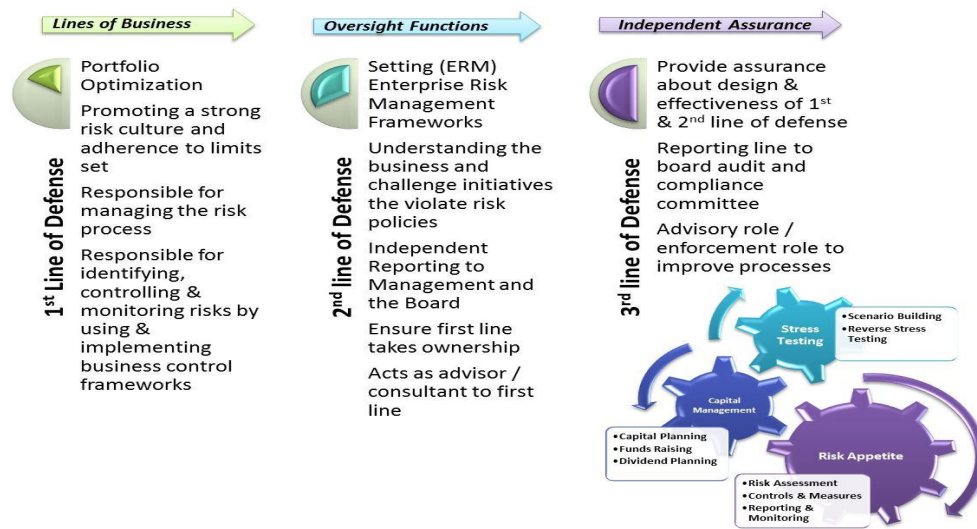 Lines of Business
1st Line of Defense
Portfolio
Optimization
Promoting a strong
risk culture and
adherence to limits
set
Responsible for
managing the risk
process
Responsible for
identifying,
controlling &
monitoring risks by
using &
implementing
business control
frameworks
Oversight Functions
2nd line of Defense
Setting (ERM)
Enterprise Risk
Management
Frameworks
Understanding the
business and
challenge initiatives
the violate risk
policies
Independent
Reporting to
Management and
the Board
Ensure first line
takes ownership
Acts as advisor /
consultant to first
line
Independent Assurance
3rd line of Defense
Provide assurance
about design &
effectiveness of 1st
& 2nd line of defense
Reporting line to
board audit and
compliance
committee
Advisory role /
enforcement role to
improve processes
Stress
Testing
• Scenario Building
• Reverse Stress
Testing
Capital
Management
• Capital Planning
• Funds Raising
• Dividend Planning
Risk Appetite
• Risk Assessment
• Controls & Measures
• Reporting &
Monitoring